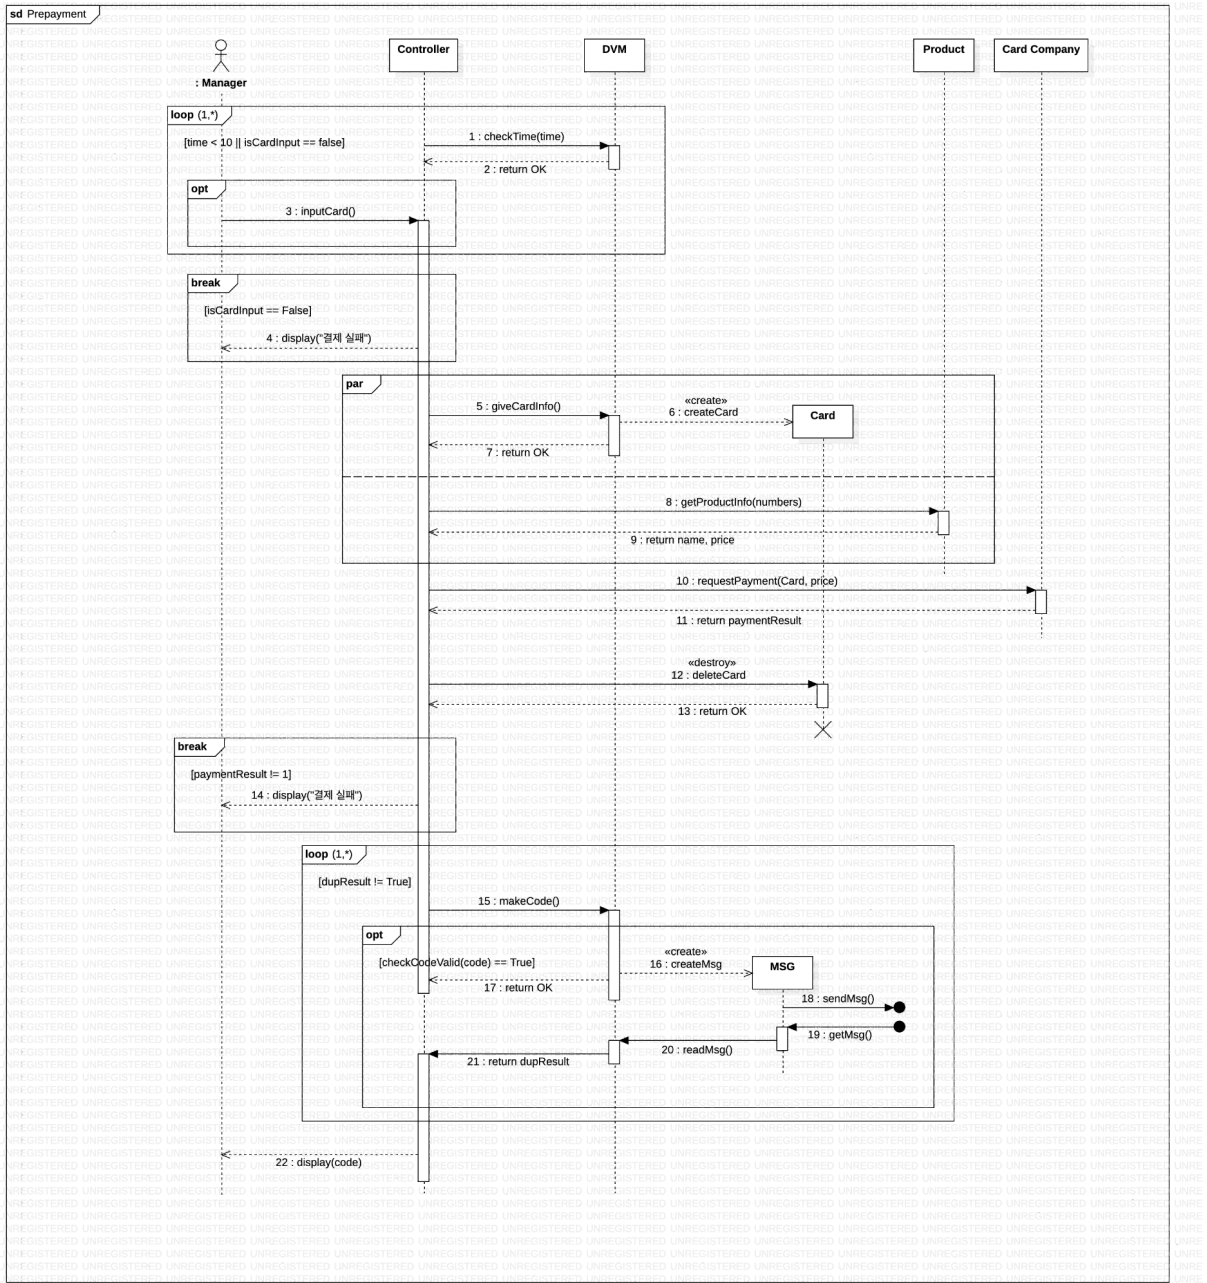 sd Prepayment
Controller
DVM
Product
Card Company
: Manager
loop (1,*)
[time < 10 || isCardInput == false]
1 : checkTime(time)
2 : return OK
opt
3 : inputCard()
break
[isCardInput == False]
4 : display("결제 실패")
par
5 : giveCardInfo()
«create»
6 : createCard
Card
7 : return OK
8 : getProductInfo(numbers)
9 : return name, price
10 : requestPayment(Card, price)
11 : return paymentResult
«destroy»
12 : deleteCard
13 : return OK
break
[paymentResult != 1]
14 : display("결제 실패")
loop (1,*)
[dupResult != True]
15 : makeCode()
opt
[checkCodeValid(code) == True]
«create»
16 : createMsg
MSG
17 : return OK
18 : sendMsg()
19 : getMsg()
20 : readMsg()
21 : return dupResult
22 : display(code)